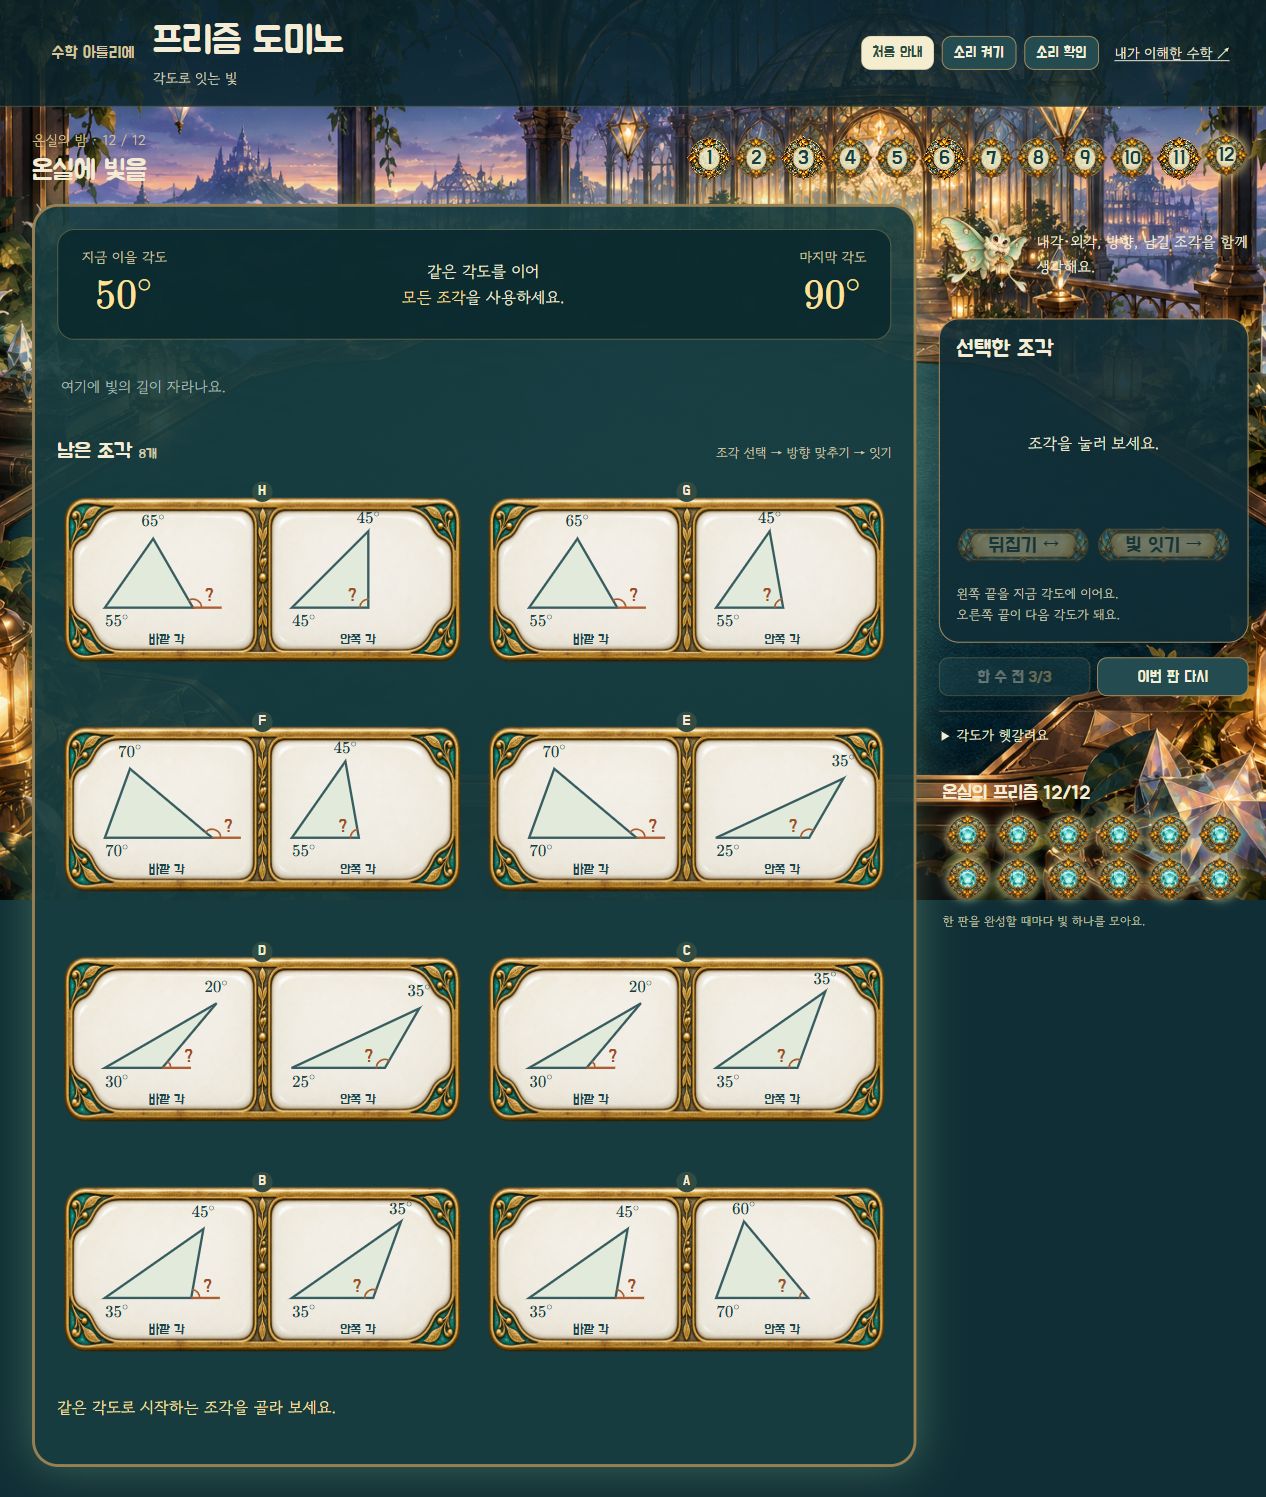 수학 아틀리에
프리즘 도미노
각도로 잇는 빛
처음 안내
소리 켜기
소리 확인
내가 이해한 수학 ↗
온실의 밤 · 12 / 12
온실에 빛을
1 2 3 4 5 6 7 8 9 10 11 12
지금 이을 각도
50°
같은 각도를 이어
모든 조각을 사용하세요.
마지막 각도
90°
내각·외각, 방향, 남길 조각을 함께
생각해요.
여기에 빛의 길이 자라나요.
남은 조각 8개
조각 선택 → 방향 맞추기 → 잇기
H
65°
55°
?
바깥 각
45°
45°
?
안쪽 각
G
65°
55°
?
바깥 각
45°
55°
?
안쪽 각
F
70°
70°
?
바깥 각
45°
55°
?
안쪽 각
E
70°
70°
?
바깥 각
35°
25°
?
안쪽 각
D
20°
30°
?
바깥 각
35°
25°
?
안쪽 각
C
20°
30°
?
바깥 각
35°
35°
?
안쪽 각
B
45°
35°
?
바깥 각
35°
35°
?
안쪽 각
A
45°
35°
?
바깥 각
60°
70°
?
안쪽 각
같은 각도로 시작하는 조각을 골라 보세요.
선택한 조각
조각을 눌러 보세요.
뒤집기 ↔
빛 잇기 →
왼쪽 끝을 지금 각도에 이어요.
오른쪽 끝이 다음 각도가 돼요.
한 수 전 3/3
이번 판 다시
▶ 각도가 헷갈려요
온실의 프리즘 12/12
한 판을 완성할 때마다 빛 하나를 모아요.